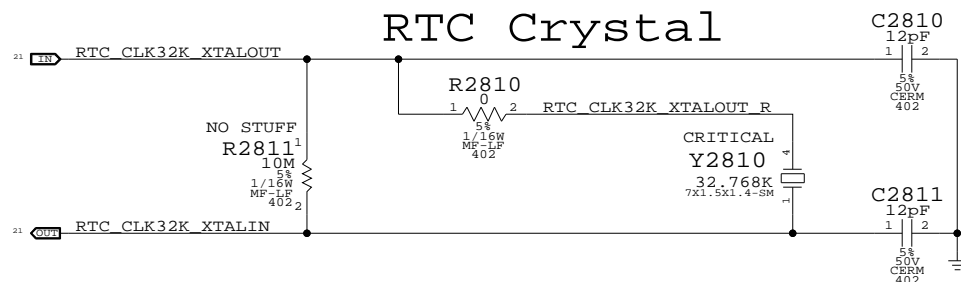 RTC Crystal
C2810
12pF
1 2
5%
50V
CERM
402
21 IN RTC_CLK32K_XTALOUT
R2810
0
1 2
5%
1/16W
MF-LF
402
RTC_CLK32K_XTALOUT_R
NO STUFF
R2811
1
10M
5%
1/16W
MF-LF
402
2
CRITICAL
Y2810
32.768K
7X1.5X1.4-SM
4
1
C2811
12pF
1 2
5%
50V
CERM
402
21 OUT RTC_CLK32K_XTALIN